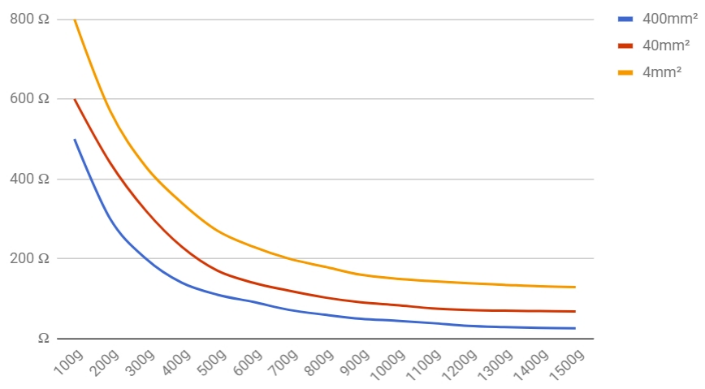 800 Ω
600 Ω
400 Ω
200 Ω
Ω
100g
200g
300g
400g
500g
600g
700g
800g
900g
1000g
1100g
1200g
1300g
1400g
1500g
400mm²
40mm²
4mm²